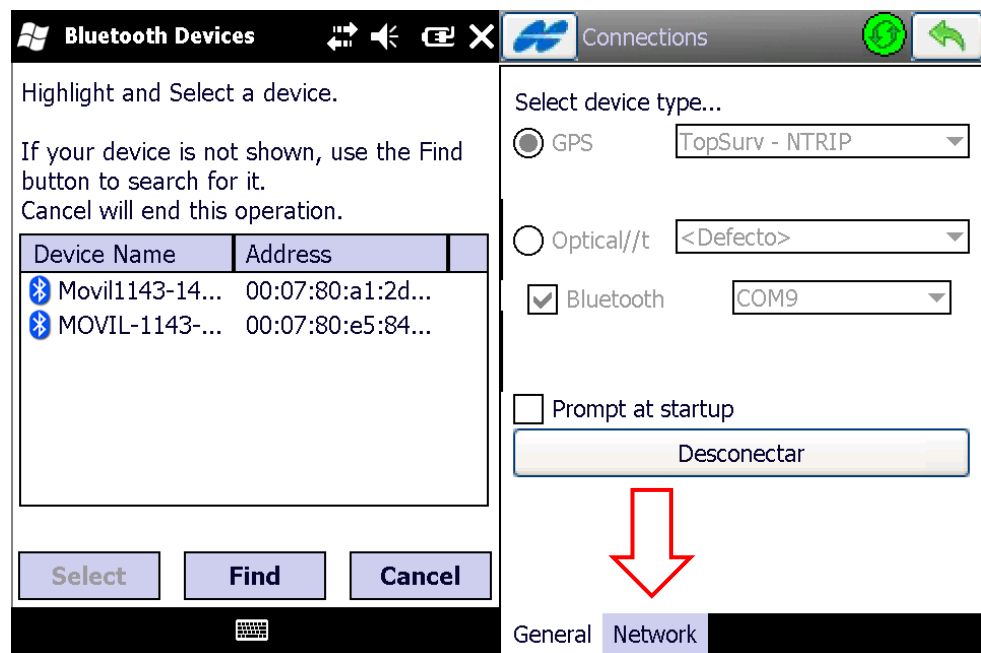 Bluetooth Devices
Highlight and Select a device.
If your device is not shown, use the Find
button to search for it.
Cancel will end this operation.
Device Name Address
Movil1143-14... 00:07:80:a1:2d...
MOVIL-1143-... 00:07:80:e5:84...
Select Find Cancel
Connections
Select device type...
GPS TopSurv - NTRIP
Optical//t <Defecto>
Bluetooth COM9
Prompt at startup
Desconectar
General Network